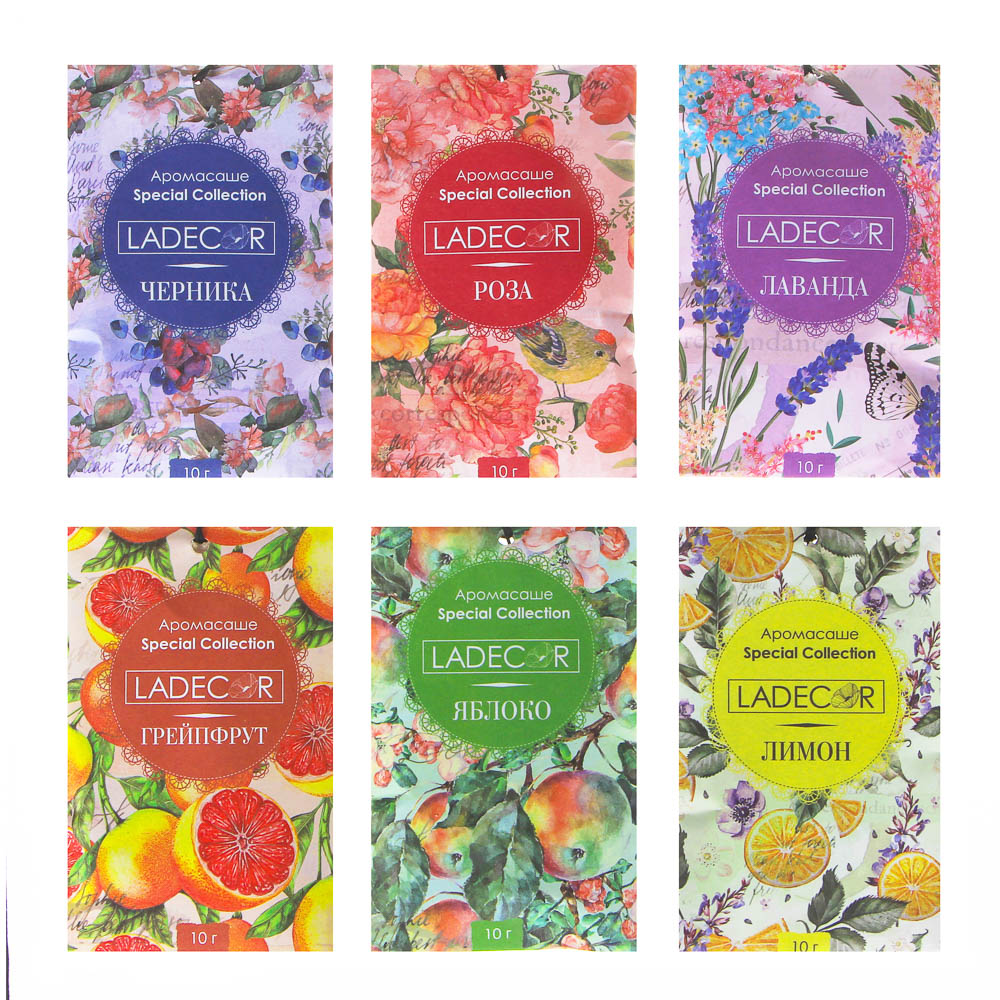 Аромасаше
Special Collection
LADECOR
ЧЕРНИКА
10 г
Аромасаше
Special Collection
LADECOR
РОЗА
10 г
Аромасаше
Special Collection
LADECOR
ЛАВАНДА
10 г
Аромасаше
Special Collection
LADECOR
ГРЕЙПФРУТ
10 г
Аромасаше
Special Collection
LADECOR
ЯБЛОКО
10 г
Аромасаше
Special Collection
LADECOR
ЛИМОН
10 г